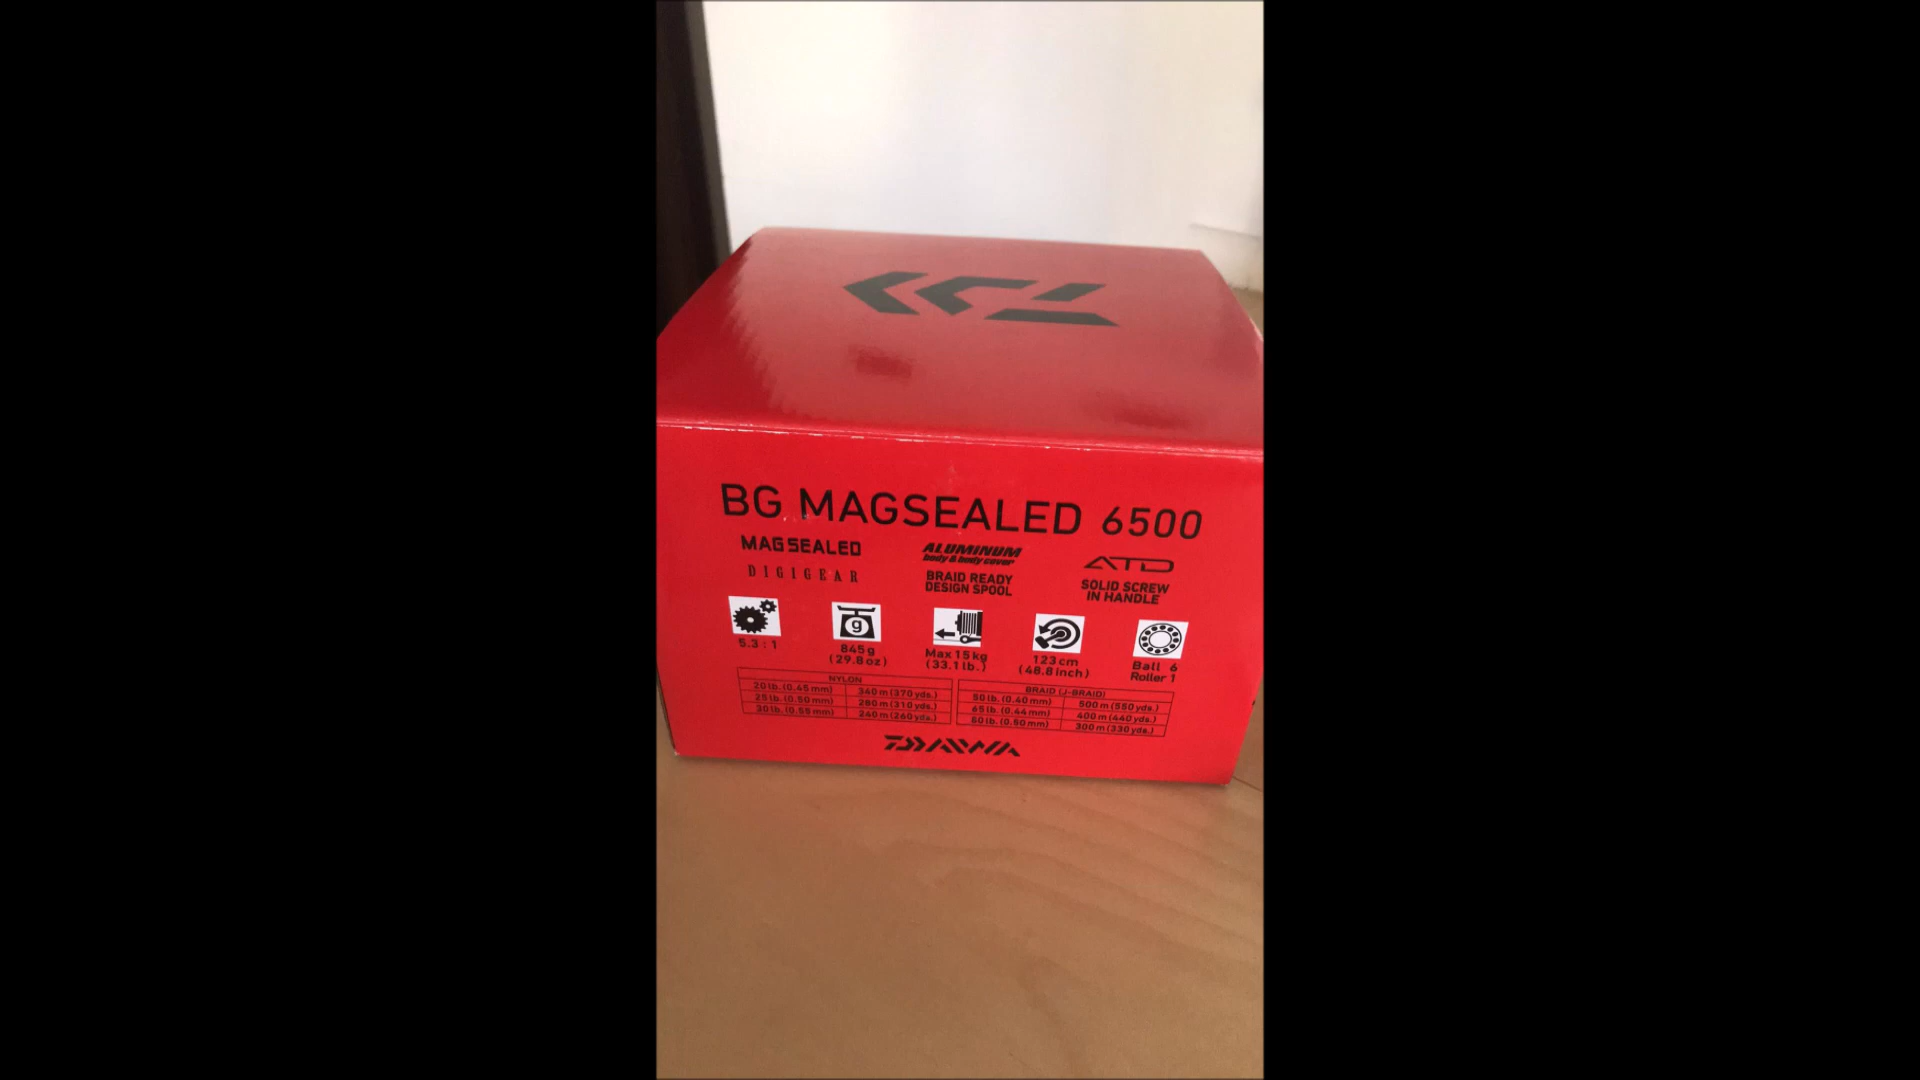 BG MAGSEALED 6500
MAGSEALED
DIGIGEAR
ALUMINUM
body & body cover
BRAID READY
DESIGN SPOOL
ATD
SOLID SCREW
IN HANDLE
5.3 : 1
g
845g
(29.8oz)
Max 15kg
(33.1lb.)
123cm
(48.8inch)
Ball 6
Roller 1
NYLON
20lb.(0.45mm) 340m(370yds.)
25lb.(0.50mm) 280m(310yds.)
30lb.(0.55mm) 240m(260yds.)
BRAID (J-BRAID)
50lb.(0.40mm) 500m(550yds.)
65lb.(0.44mm) 400m(440yds.)
(0.50mm) 300m(330yds.)
DAIWA